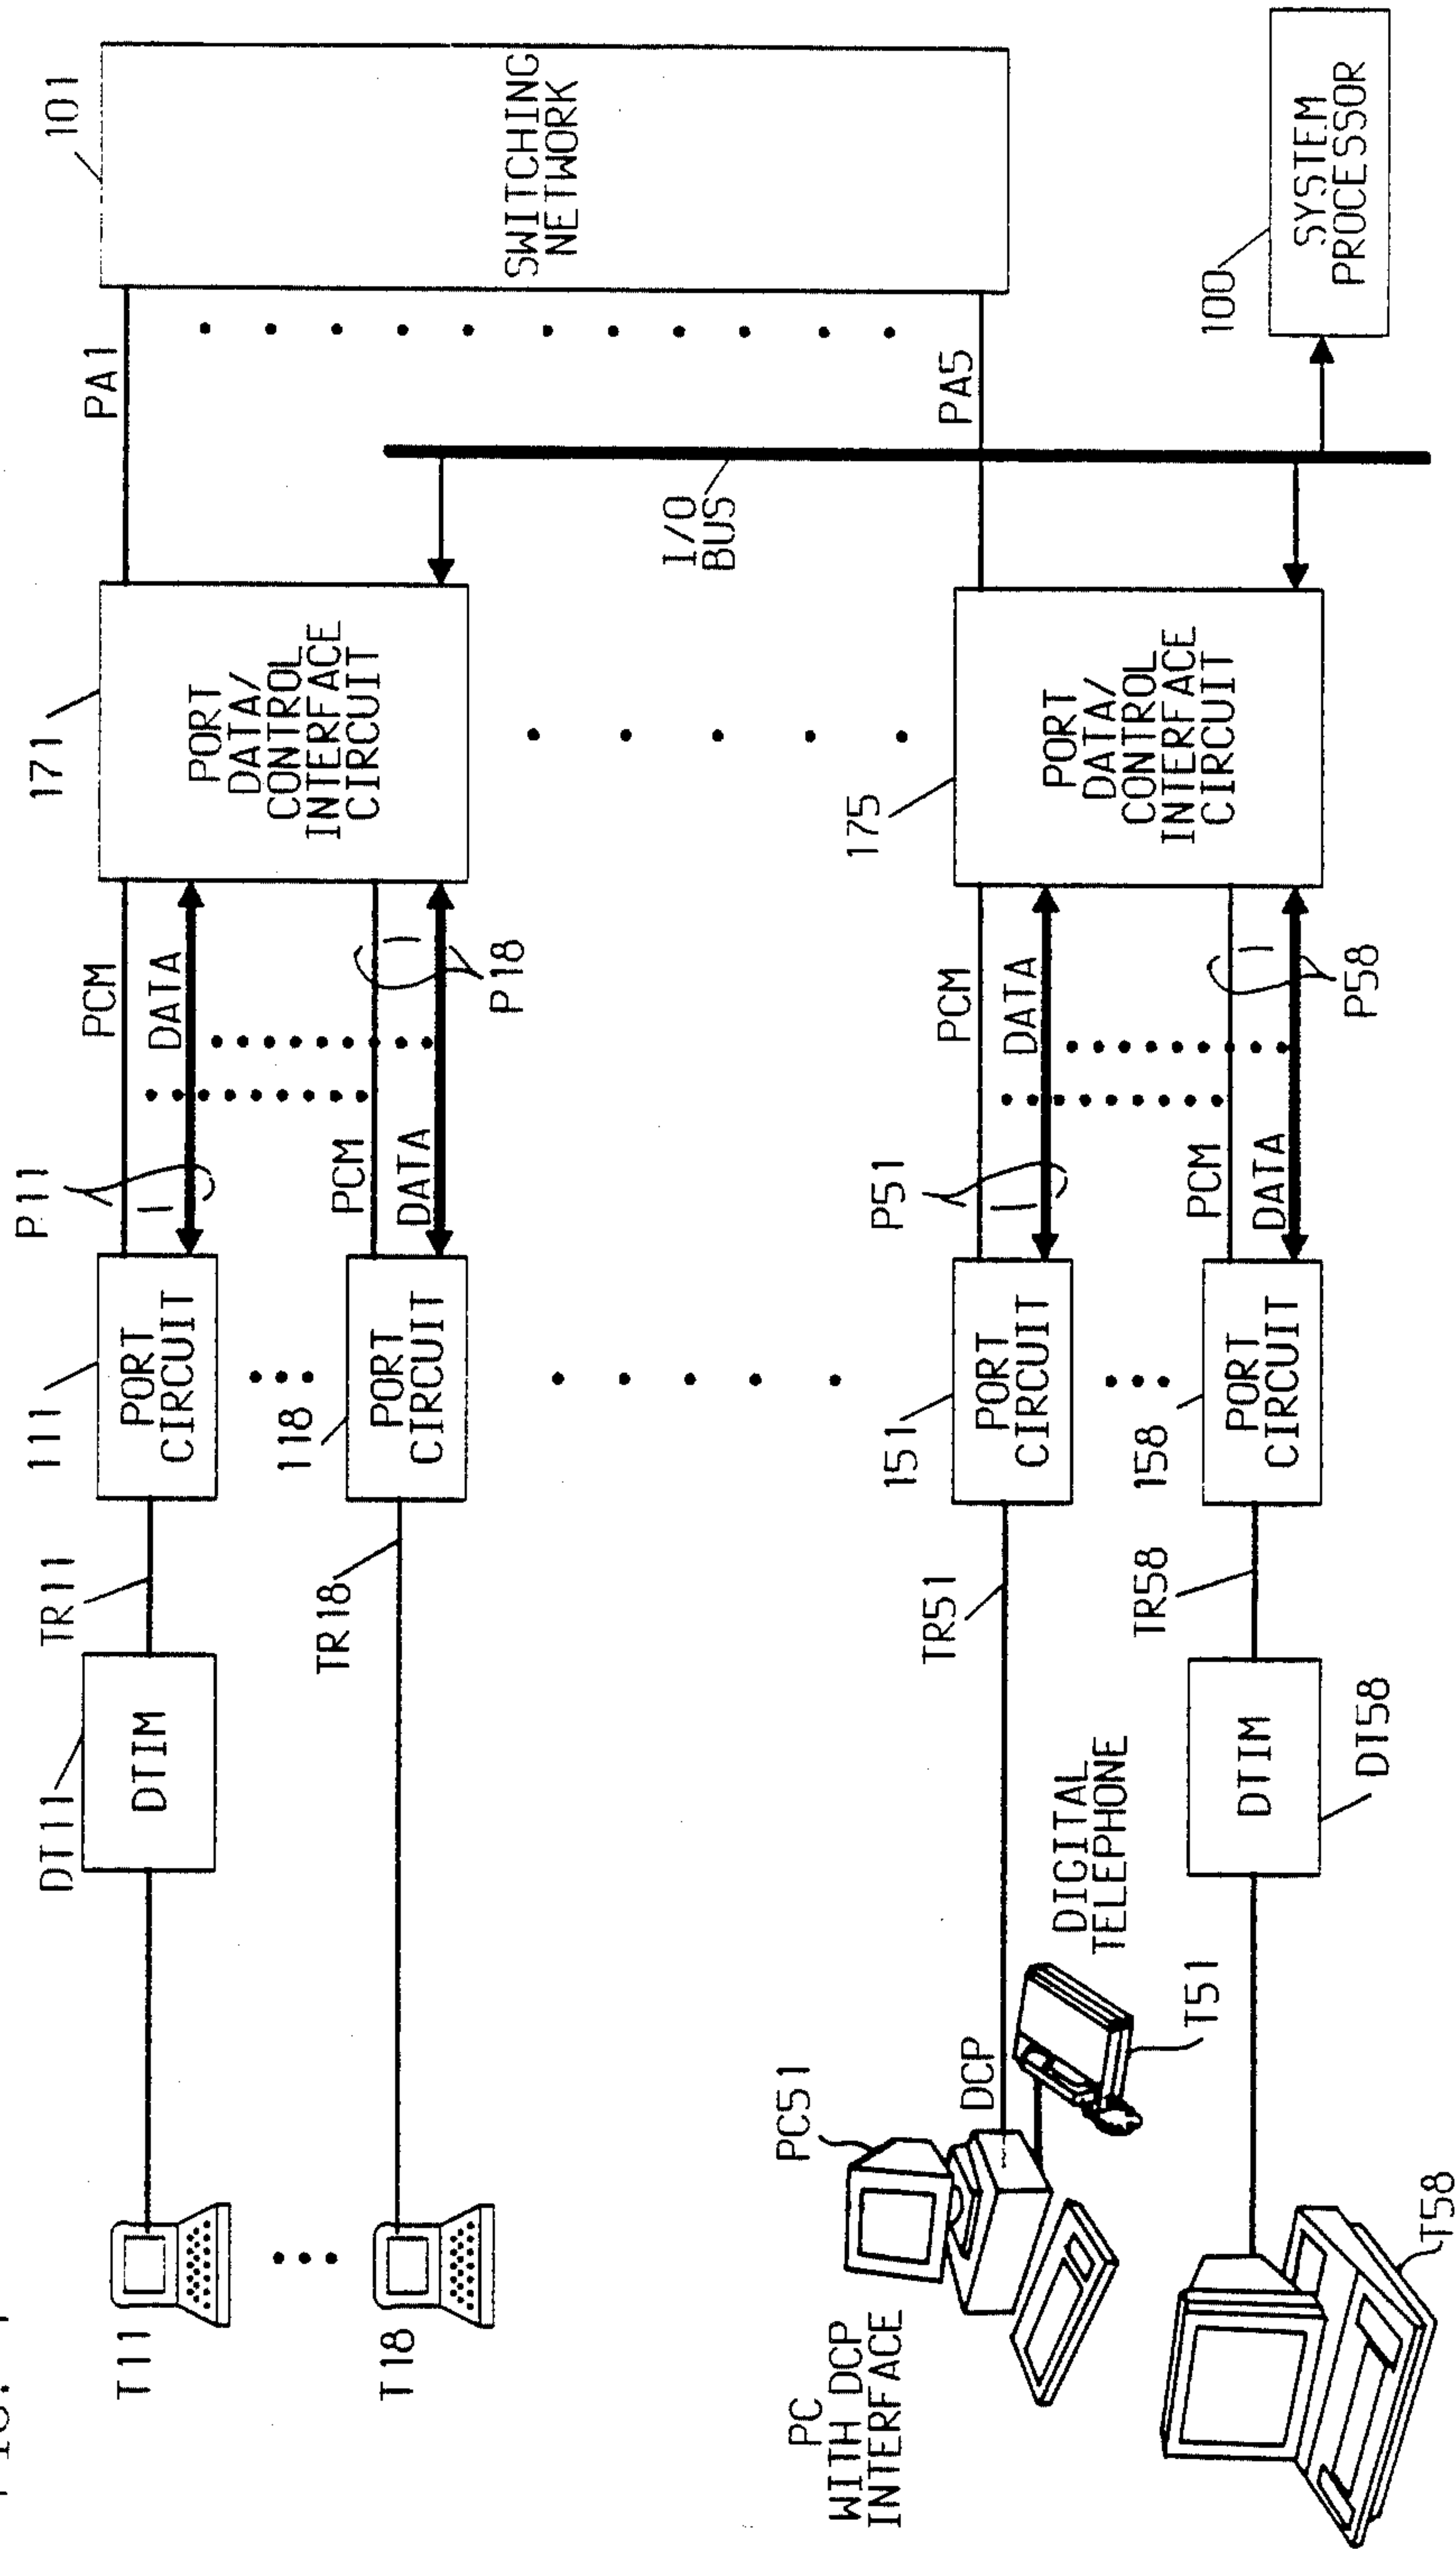 101
SWITCHING
NETWORK
PA1
PA5
100
SYSTEM
PROCESSOR
I/O
BUS
171
PORT
DATA/
CONTROL
INTERFACE
CIRCUIT
175
PORT
DATA/
CONTROL
INTERFACE
CIRCUIT
PCM
DATA
P11
PCM
DATA
P18
PCM
DATA
P51
PCM
DATA
P58
111
PORT
CIRCUIT
118
PORT
CIRCUIT
151
PORT
CIRCUIT
158
PORT
CIRCUIT
TR11
TR18
TR51
TR58
DT11
DTIM
DTIM
DT58
DIGITAL
TELEPHONE
T51
DCP
PC51
T11
T18
PC
WITH DCP
INTERFACE
T58